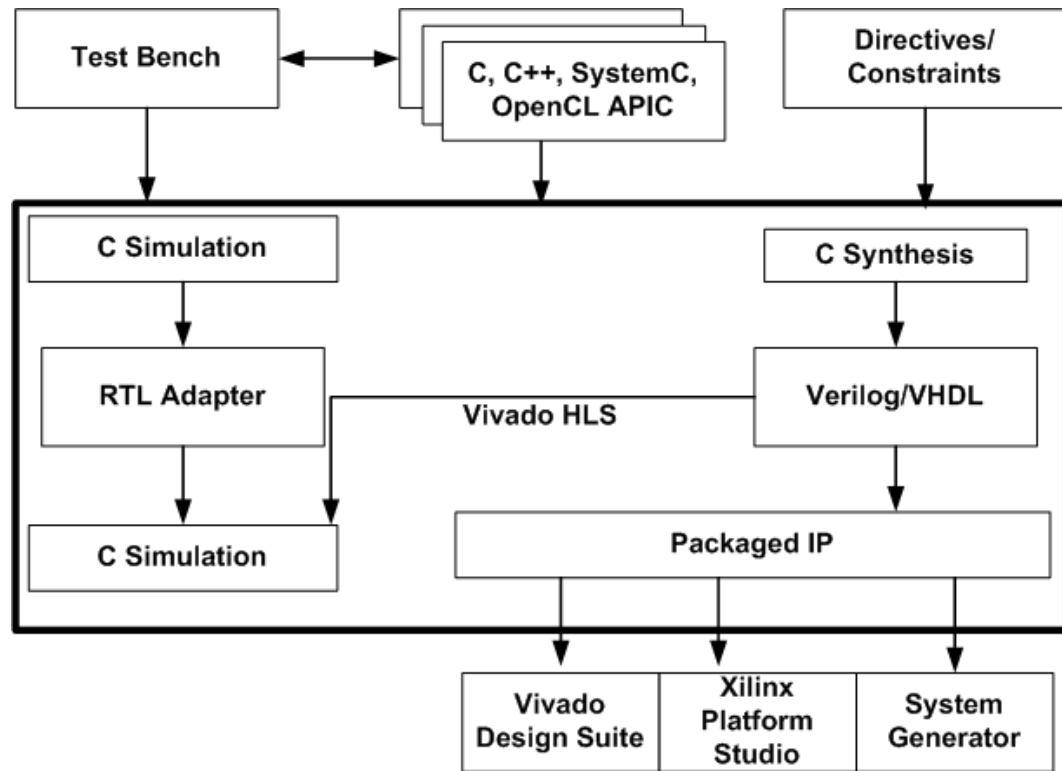 Test Bench
C, C++, SystemC,
OpenCL APIC
Directives/
Constraints
C Simulation
C Synthesis
RTL Adapter
Vivado HLS
Verilog/VHDL
C Simulation
Packaged IP
Vivado
Design Suite
Xilinx
Platform
Studio
System
Generator